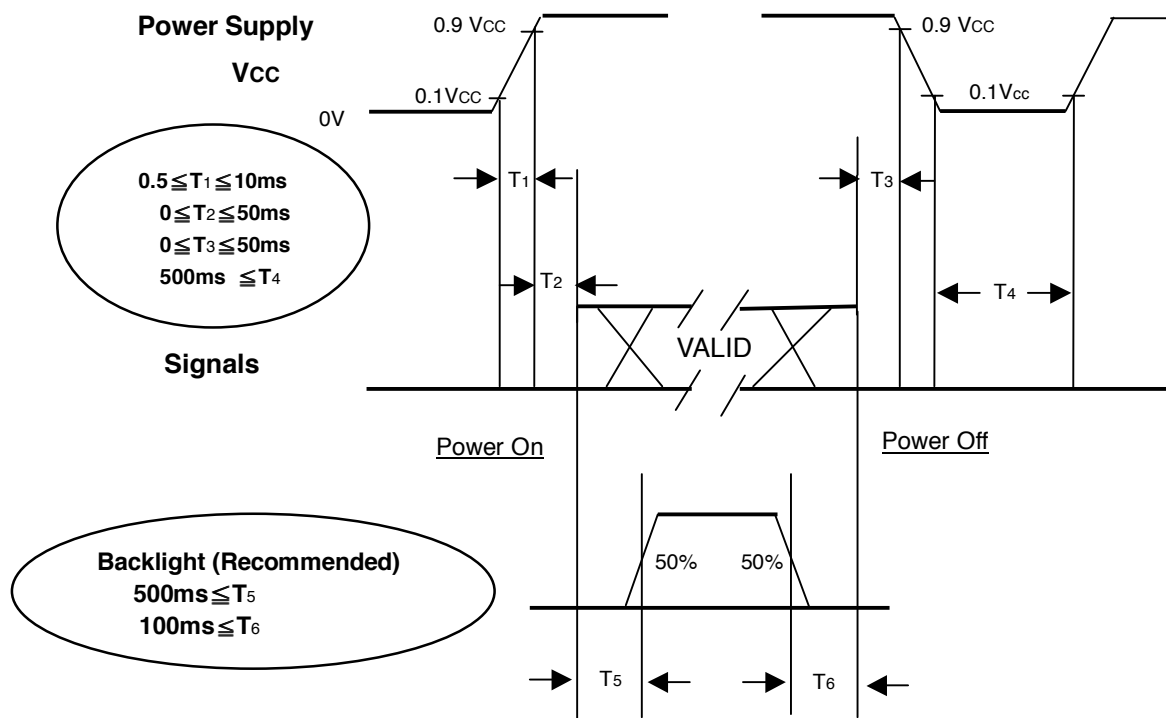 Power Supply
VCC
0.9 VCC
0.1VCC
0V
0.9 VCC
0.1Vcc
0.5≦T1≦10ms
0≦T2≦50ms
0≦T3≦50ms
500ms ≦T4
T1
T2
T3
T4
Signals
VALID
Power On
Power Off
Backlight (Recommended)
500ms≦T5
100ms≦T6
50%
50%
T5
T6